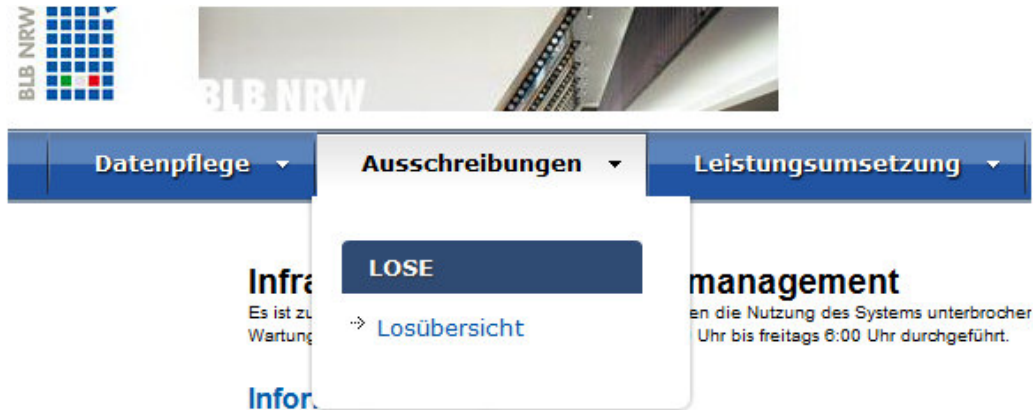 BLB NRW
BLB NRW
Datenpflege Ausschreibungen Leistungsumsetzung
LOSE
Losübersicht
Infra management
Es ist zu en die Nutzung des Systems unterbrochen
Wartung Uhr bis freitags 6:00 Uhr durchgeführt.
Infor